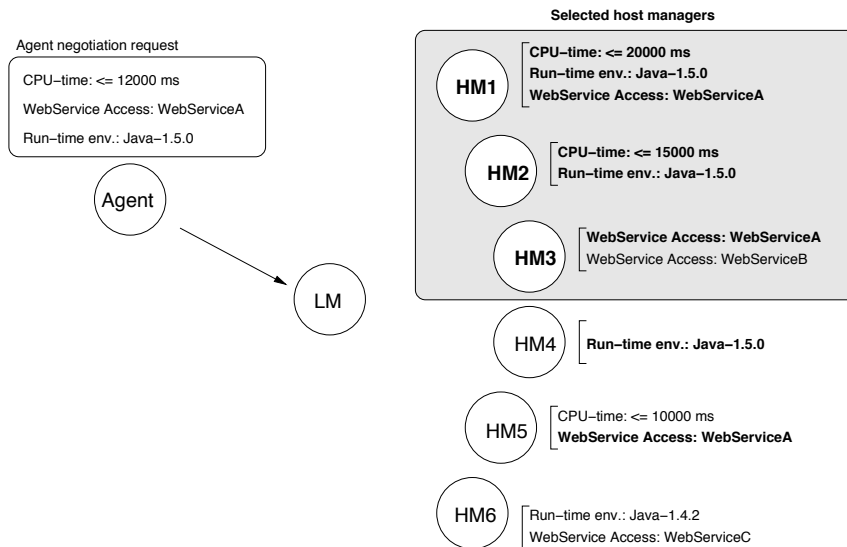 Selected host managers
Agent negotiation request
CPU−time: <= 12000 ms
WebService Access: WebServiceA
Run−time env.: Java−1.5.0
Agent
LM
HM1
CPU−time: <= 20000 ms
Run−time env.: Java−1.5.0
WebService Access: WebServiceA
HM2
CPU−time: <= 15000 ms
Run−time env.: Java−1.5.0
HM3
WebService Access: WebServiceA
WebService Access: WebServiceB
HM4
Run−time env.: Java−1.5.0
HM5
CPU−time: <= 10000 ms
WebService Access: WebServiceA
HM6
Run−time env.: Java−1.4.2
WebService Access: WebServiceC